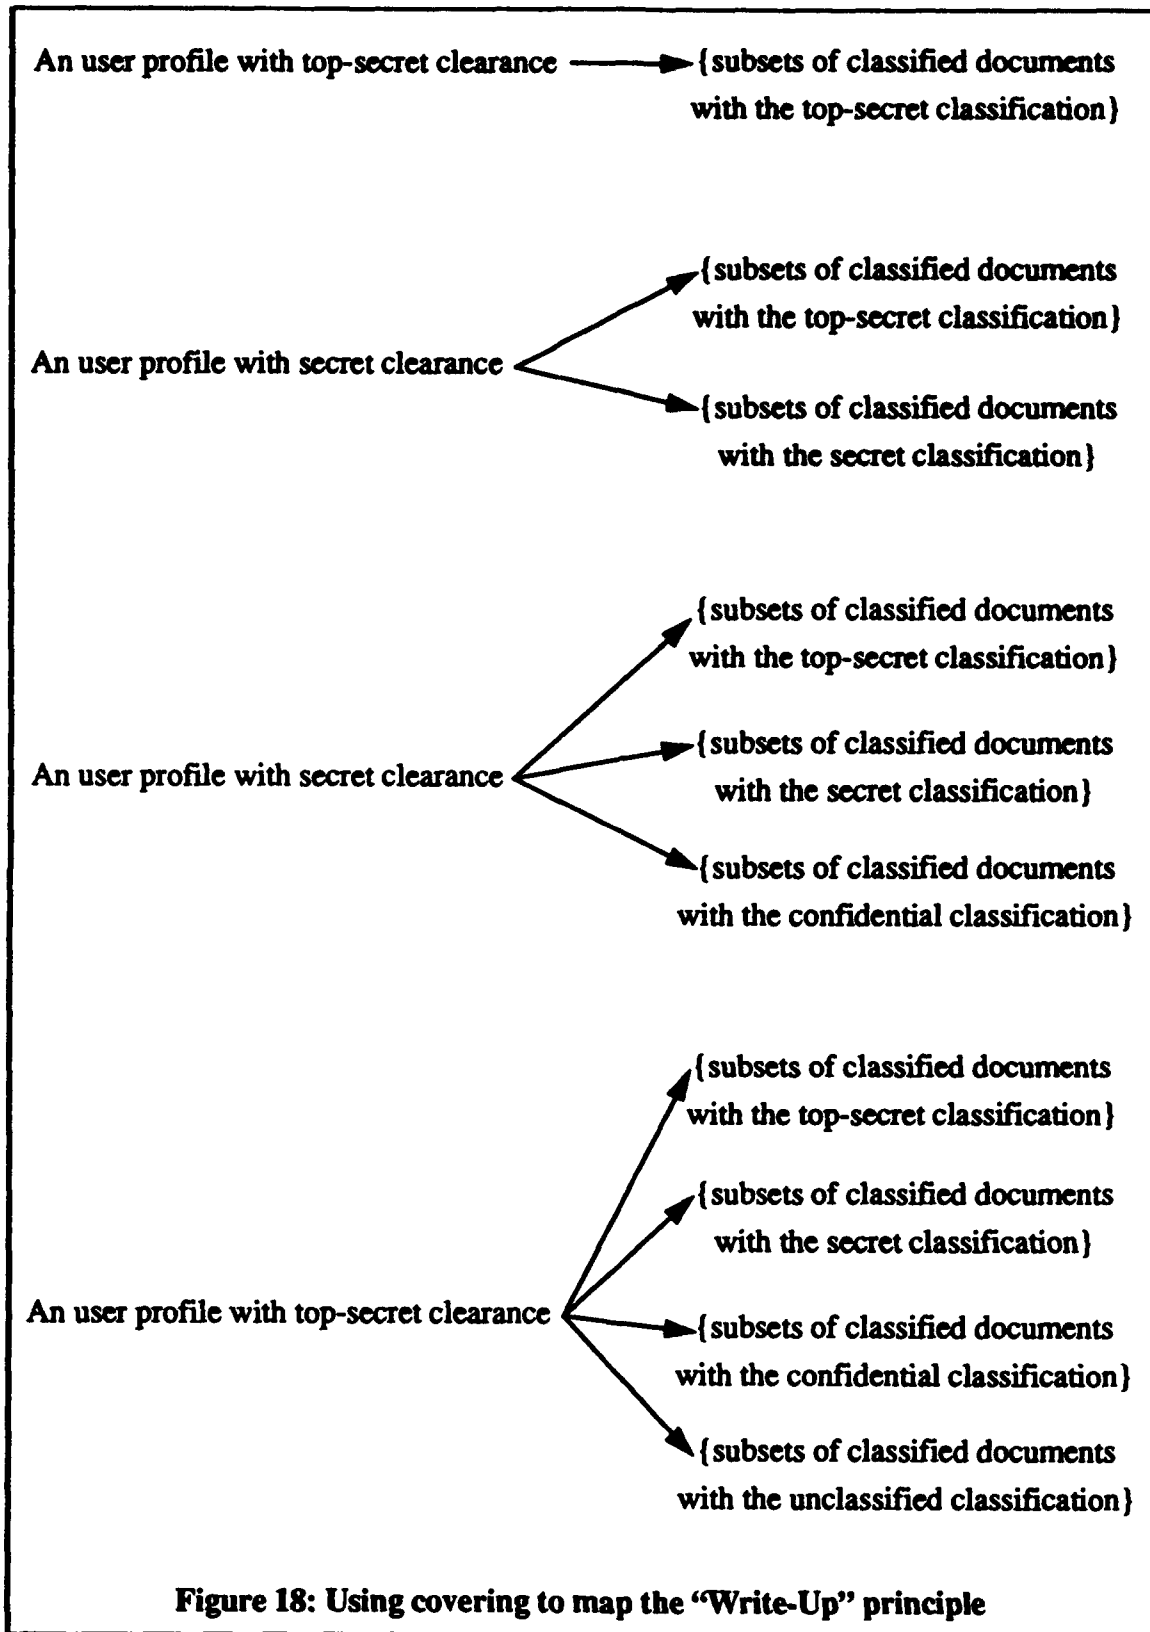 An user profile with top-secret clearance {subsets of classified documents
with the top-secret classification}
{subsets of classified documents
with the top-secret classification}
An user profile with secret clearance
{subsets of classified documents
with the secret classification}
{subsets of classified documents
with the top-secret classification}
{subsets of classified documents
An user profile with secret clearance
with the secret classification}
{subsets of classified documents
with the confidential classification}
{subsets of classified documents
with the top-secret classification}
{subsets of classified documents
with the secret classification}
An user profile with top-secret clearance
{subsets of classified documents
with the confidential classification}
{subsets of classified documents
with the unclassified classification}
Figure 18: Using covering to map the “Write-Up” principle